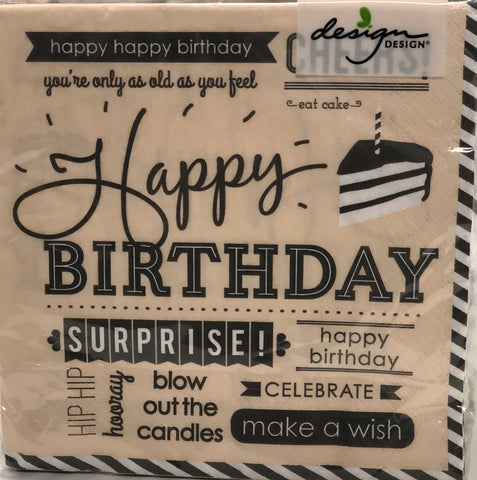 design
DESIGN®
happy happy birthday
CHEERS!
you're only as old as you feel
eat cake
Happy
BIRTHDAY
SURPRISE!
happy
birthday
HIP HIP
hooray
blow
out the
candles
CELEBRATE
make a wish